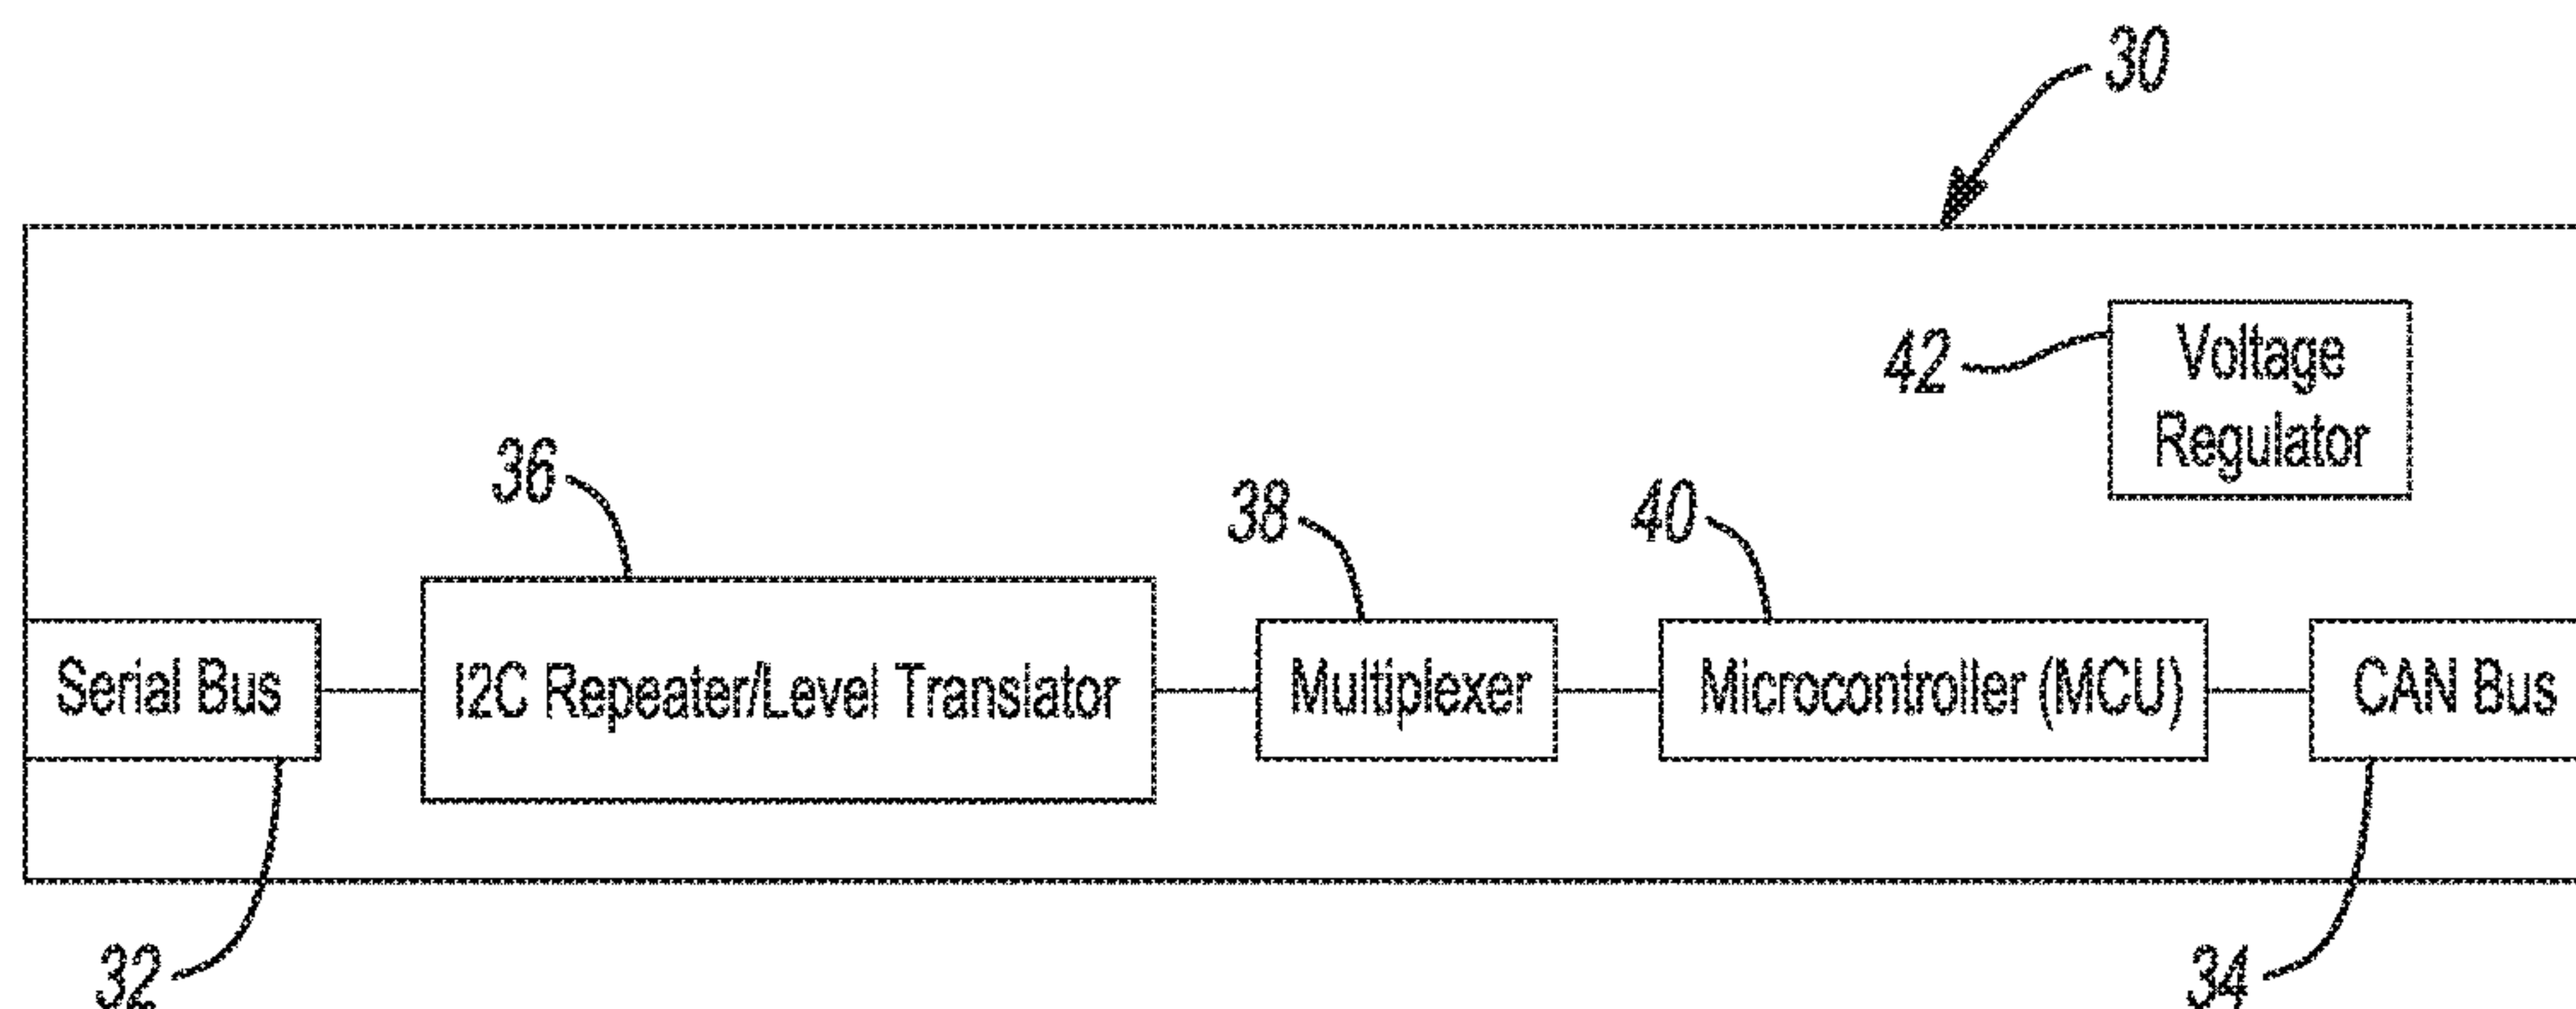 30
42
Voltage
Regulator
36
38
40
Serial Bus
I2C Repeater/Level Translator
Multiplexer
Microcontroller (MCU)
CAN Bus
32
34